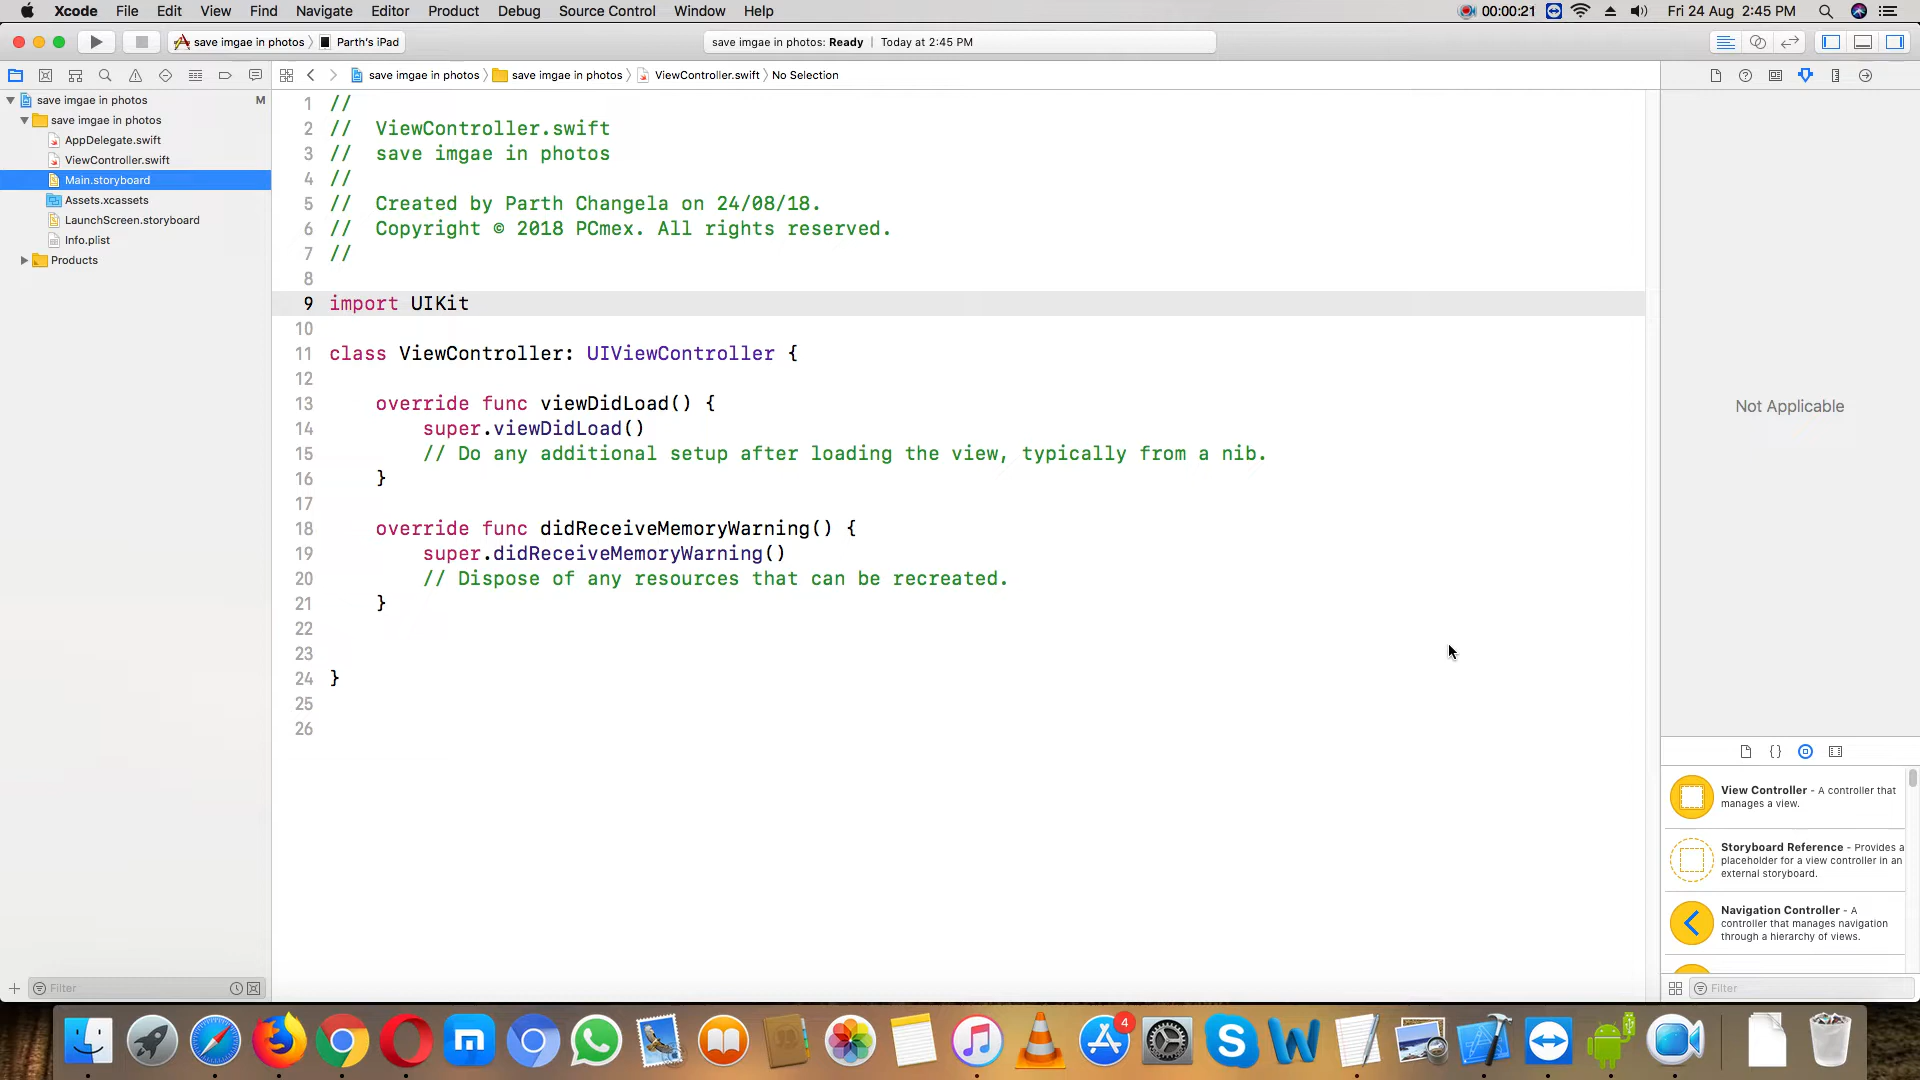 Xcode File Edit View Find Navigate Editor Product Debug Source Control Window Help 00:00:21 Fri 24 Aug 2:45 PM
save imgae in photos Parth's iPad save imgae in photos: Ready Today at 2:45 PM
save imgae in photos save imgae in photos ViewController.swift No Selection
save imgae in photos M
save imgae in photos
AppDelegate.swift
ViewController.swift
Main.storyboard
Assets.xcassets
LaunchScreen.storyboard
Info.plist
Products
1 //
2 // ViewController.swift
3 // save imgae in photos
4 //
5 // Created by Parth Changela on 24/08/18.
6 // Copyright © 2018 PCmex. All rights reserved.
7 //
8
9 import UIKit
10
11 class ViewController: UIViewController {
12
13 override func viewDidLoad() {
14 super.viewDidLoad()
15 // Do any additional setup after loading the view, typically from a nib.
16 }
17
18 override func didReceiveMemoryWarning() {
19 super.didReceiveMemoryWarning()
20 // Dispose of any resources that can be recreated.
21 }
22
23
24 }
25
26
Not Applicable
View Controller - A controller that
manages a view.
Storyboard Reference - Provides a
placeholder for a view controller in an
external storyboard.
Navigation Controller - A
controller that manages navigation
through a hierarchy of views.
Filter
Filter
4